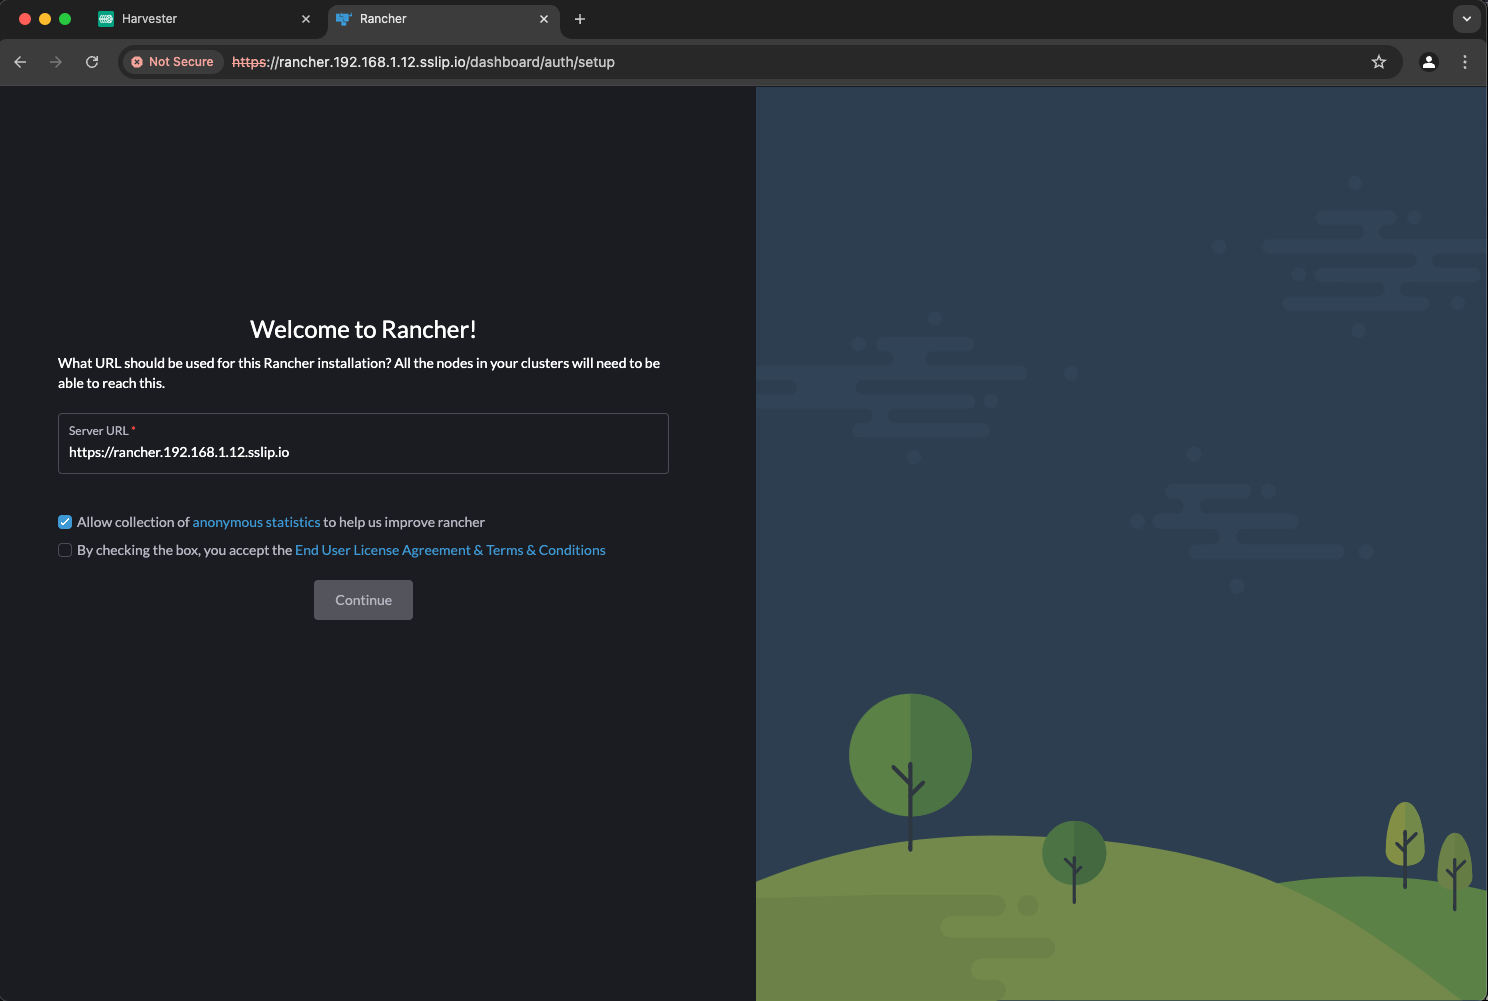 Harvester
Rancher
Not Secure
https://rancher.192.168.1.12.sslip.io/dashboard/auth/setup
Welcome to Rancher!
What URL should be used for this Rancher installation? All the nodes in your clusters will need to be
able to reach this.
Server URL *
https://rancher.192.168.1.12.sslip.io
Allow collection of anonymous statistics to help us improve rancher
By checking the box, you accept the End User License Agreement & Terms & Conditions
Continue